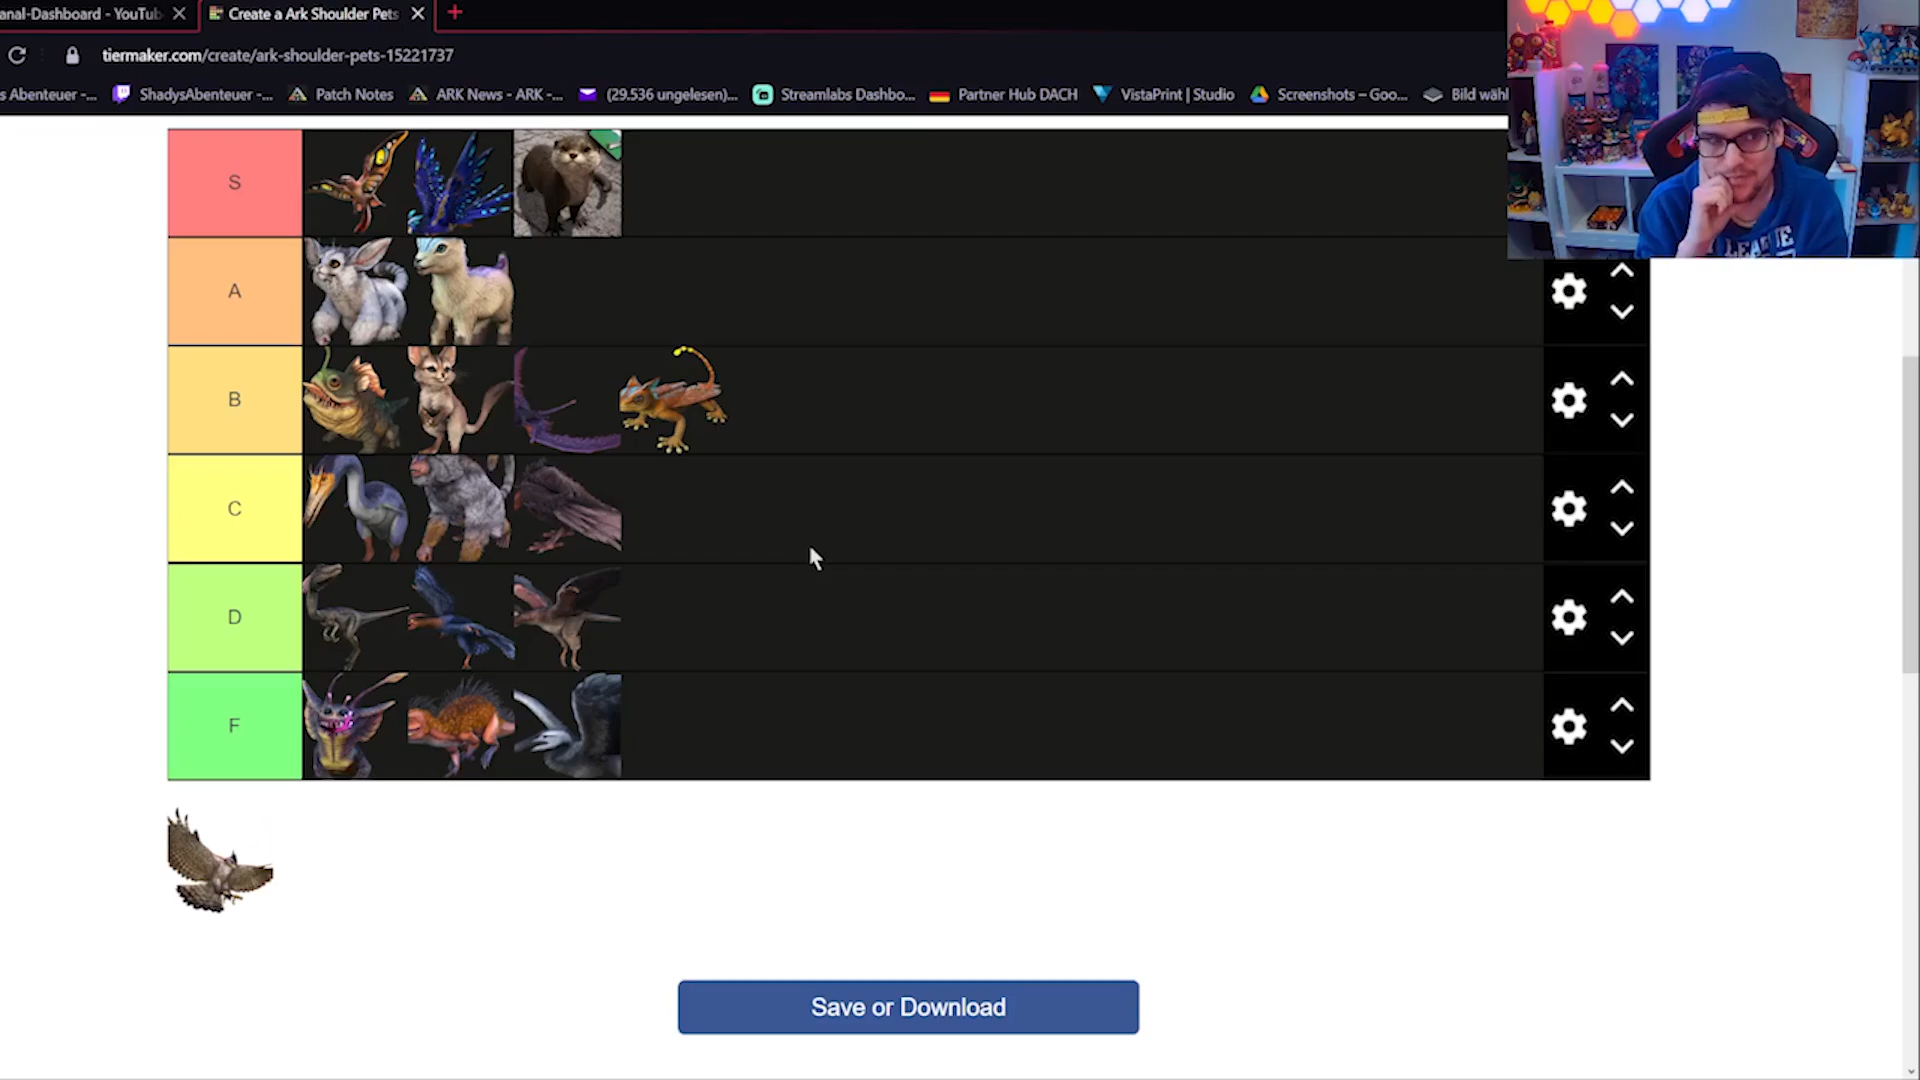 anal-Dashboard - YouTub
Create a Ark Shoulder Pets
tiermaker.com/create/ark-shoulder-pets-15221737
s Abenteuer -...
ShadysAbenteuer -...
Patch Notes
ARK News - ARK -...
(29.536 ungelesen)...
Streamlabs Dashbo...
Partner Hub DACH
VistaPrint | Studio
Screenshots – Goo...
Bild wähl
S
A
B
C
D
F
LEAGUE
Save or Download